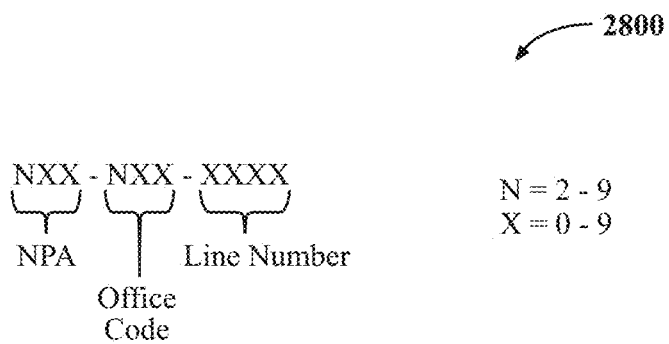 2800
NXX - NXX - XXXX
N = 2 - 9
X = 0 - 9
NPA
Line Number
Office
Code